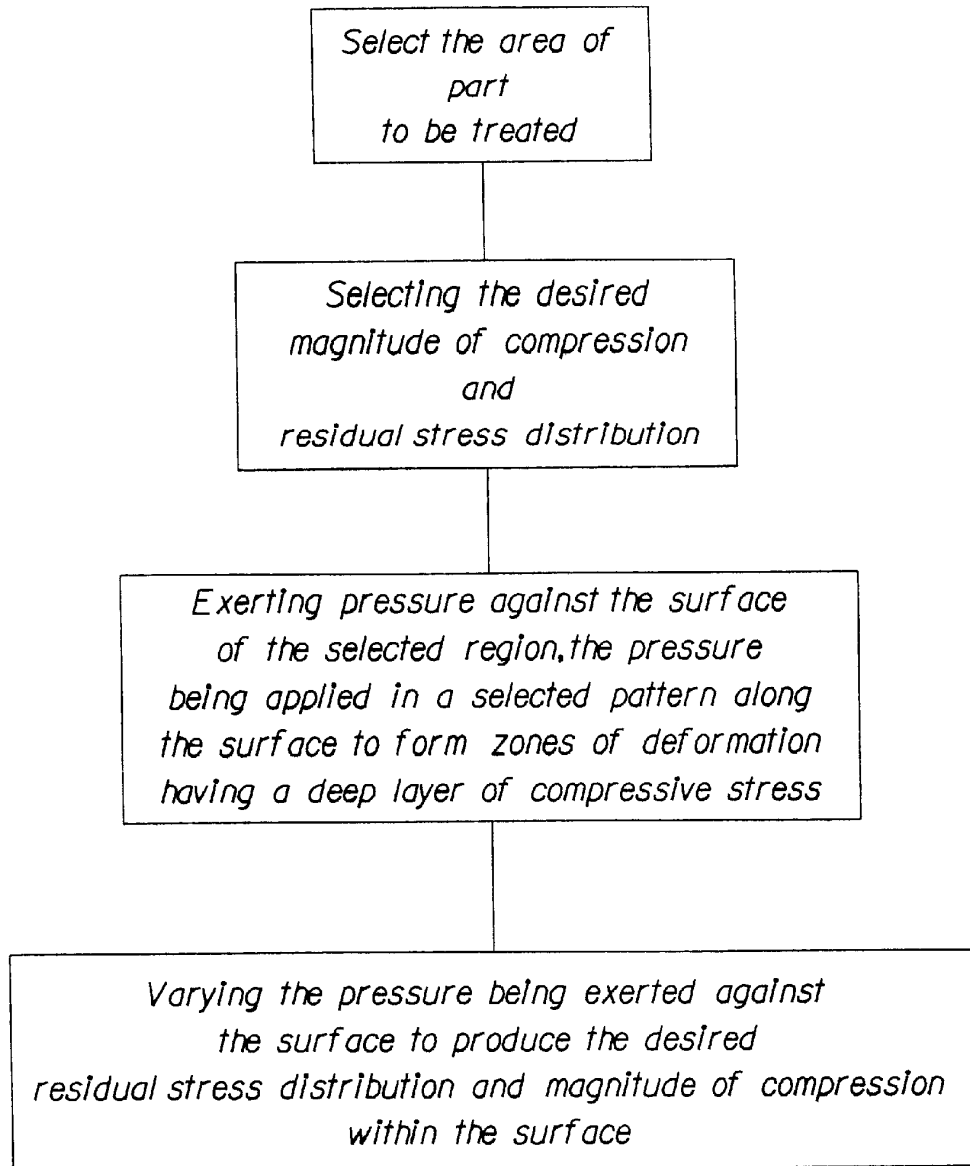 Select the area of
part
to be treated
Selecting the desired
magnitude of compression
and
residual stress distribution
Exerting pressure against the surface
of the selected region, the pressure
being applied in a selected pattern along
the surface to form zones of deformation
having a deep layer of compressive stress
Varying the pressure being exerted against
the surface to produce the desired
residual stress distribution and magnitude of compression
within the surface